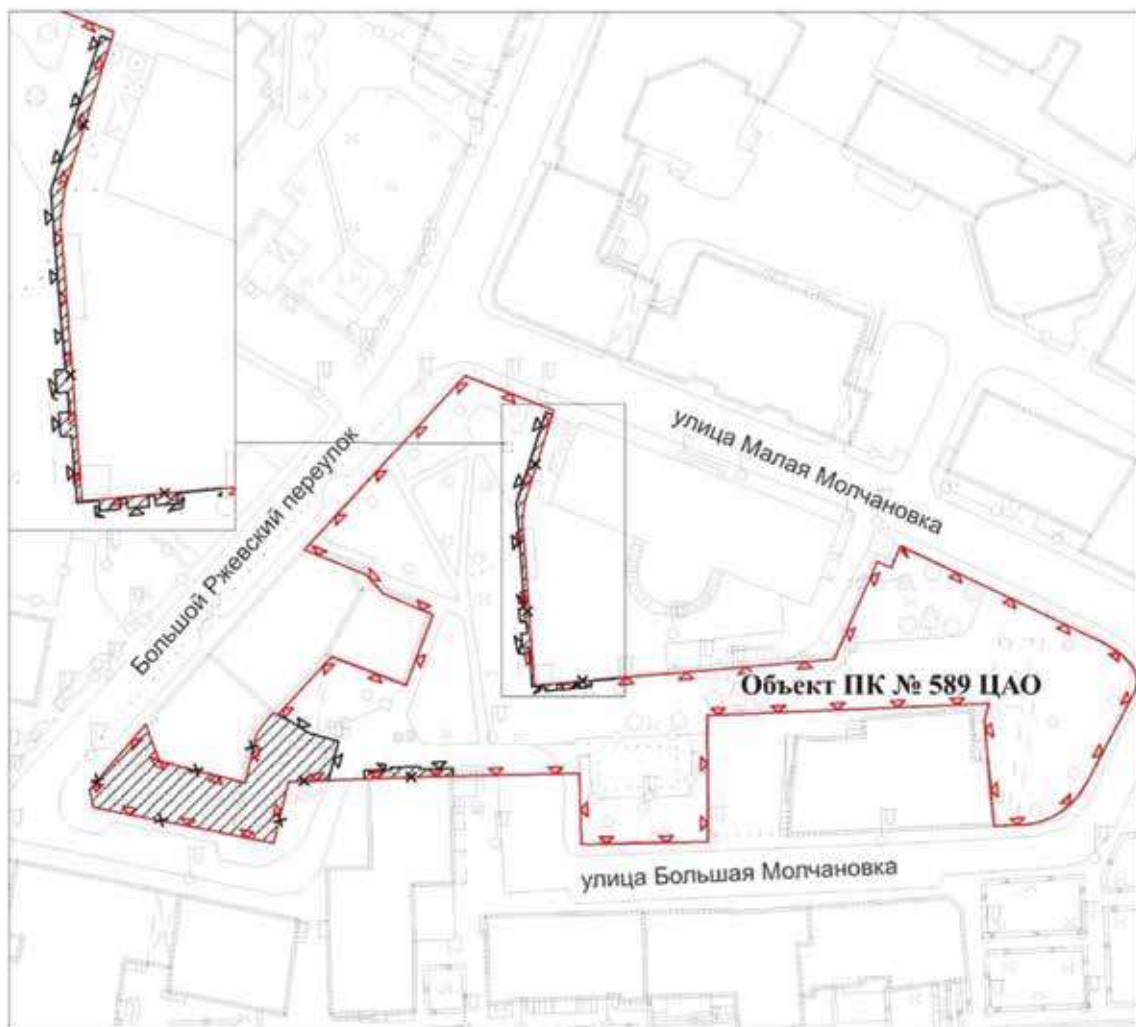 улица Малая Молчановка
Большой Ржевский переулок
Объект ПК № 589 ЦАО
улица Большая Молчановка